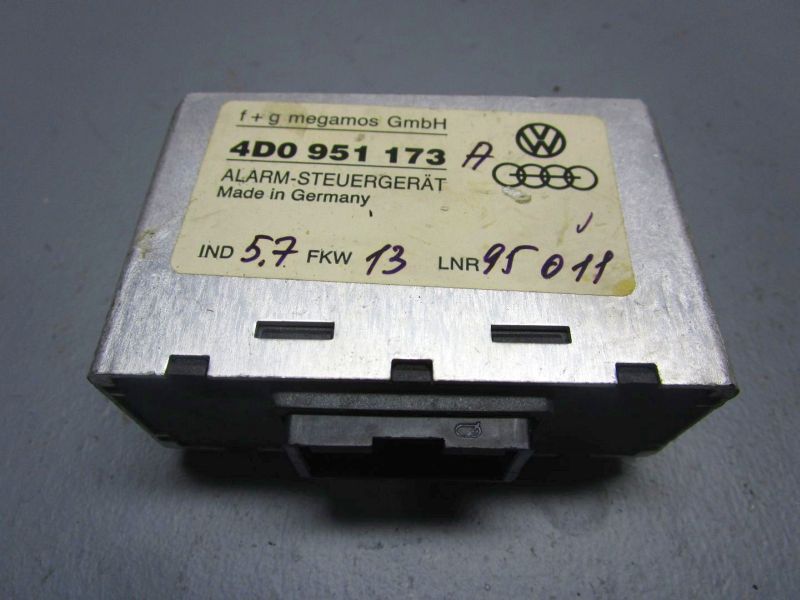 f + g megamos GmbH
4D0 951 173 A
ALARM-STEUERGERÄT
Made in Germany
IND 5.7 FKW 13 LNR 95 011